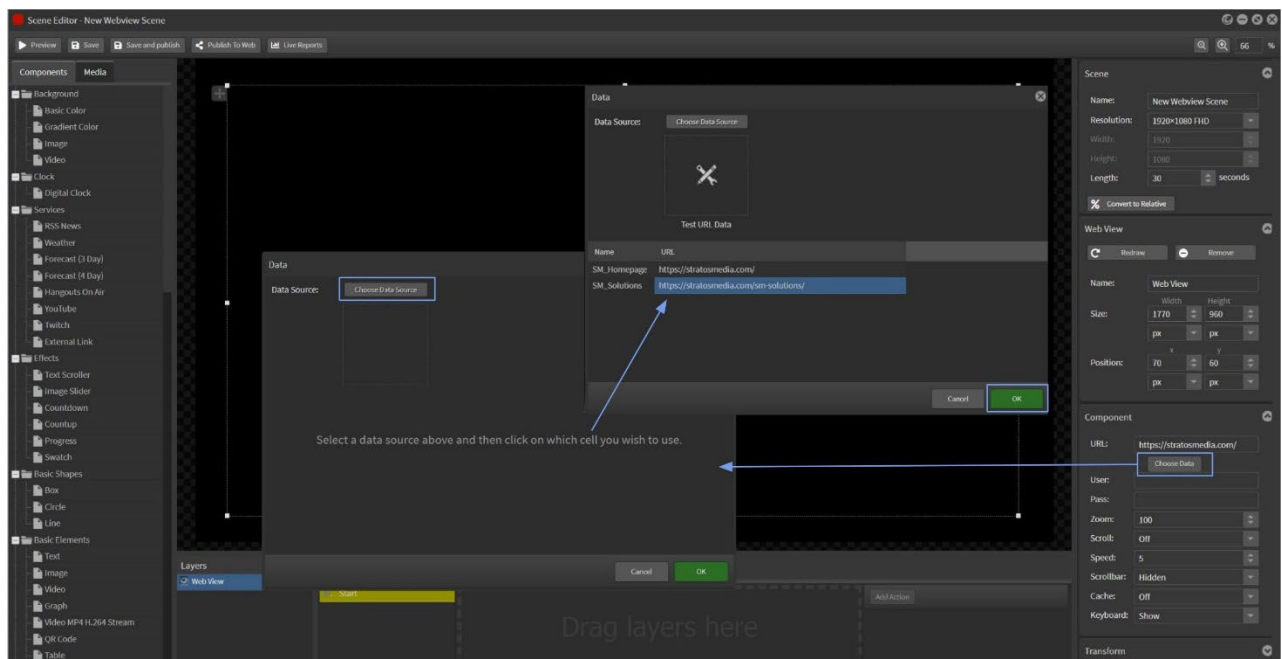 Scene Editor - New Webview Scene
Preview Save Save and publish Publish To Web Live Reports 66 %
Components Media
Background
Basic Color
Gradient Color
Image
Video
Clock
Digital Clock
Services
RSS News
Weather
Forecast (3 Day)
Forecast (4 Day)
Hangouts On Air
YouTube
Twitch
External Link
Effects
Text Scroller
Image Slider
Countdown
Countup
Progress
Swatch
Basic Shapes
Box
Circle
Line
Basic Elements
Text
Image
Video
Graph
Video MP4 H.264 Stream
QR Code
Table
Data
Data Source: Choose Data Source
Select a data source above and then click on which cell you wish to use.
Cancel OK
Data
Data Source: Choose Data Source
Test URL Data
Name URL
SM_Homepage https://stratosmedia.com/
SM_Solutions https://stratosmedia.com/sm-solutions/
Cancel OK
Layers
Web View
Start
Drag layers here
Add Action
Scene
Name: New Webview Scene
Resolution: 1920×1080 FHD
Width: 1920
Height: 1080
Length: 30 seconds
Convert to Relative
Web View
Redraw Remove
Name: Web View
Width Height
Size: 1770 960
px px
x y
Position: 70 60
px px
Component
URL: https://stratosmedia.com/
Choose Data
User:
Pass:
Zoom: 100
Scroll: Off
Speed: 5
Scrollbar: Hidden
Cache: Off
Keyboard: Show
Transform